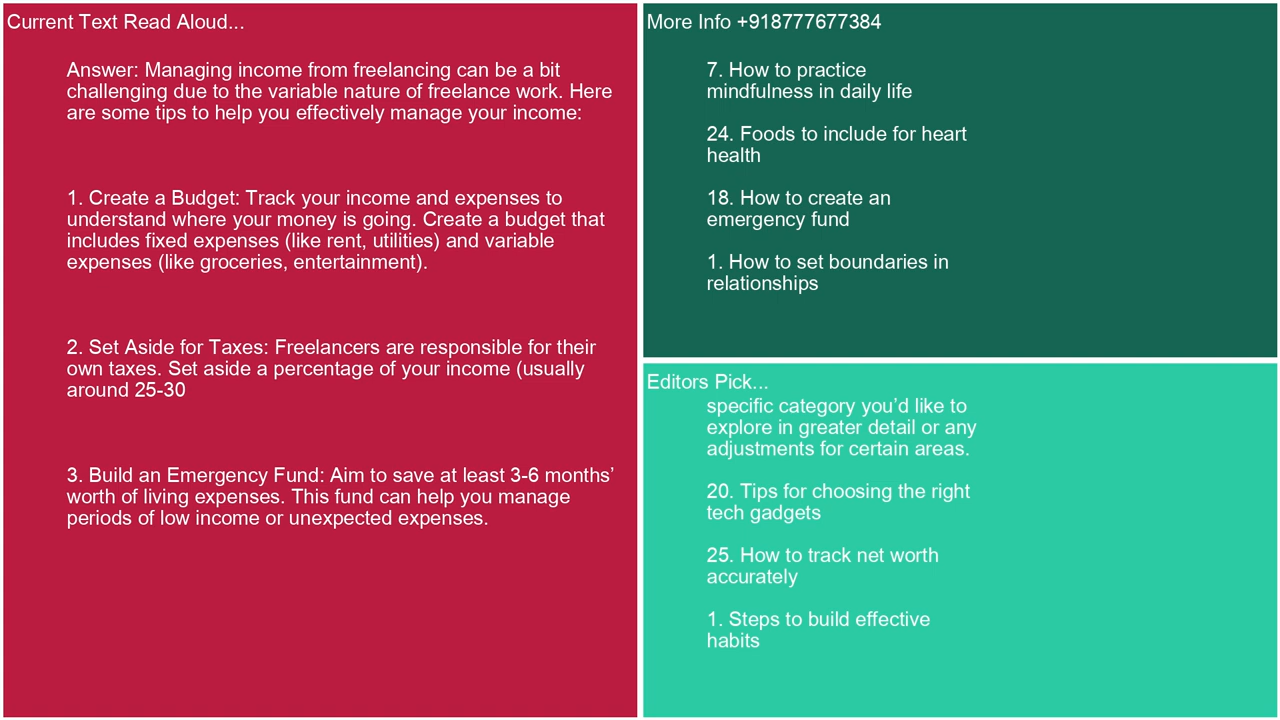 Current Text Read Aloud...
Answer: Managing income from freelancing can be a bit
challenging due to the variable nature of freelance work. Here
are some tips to help you effectively manage your income:
1. Create a Budget: Track your income and expenses to
understand where your money is going. Create a budget that
includes fixed expenses (like rent, utilities) and variable
expenses (like groceries, entertainment).
2. Set Aside for Taxes: Freelancers are responsible for their
own taxes. Set aside a percentage of your income (usually
around 25-30
3. Build an Emergency Fund: Aim to save at least 3-6 months’
worth of living expenses. This fund can help you manage
periods of low income or unexpected expenses.
More Info +918777677384
7. How to practice
mindfulness in daily life
24. Foods to include for heart
health
18. How to create an
emergency fund
1. How to set boundaries in
relationships
Editors Pick...
specific category you’d like to
explore in greater detail or any
adjustments for certain areas.
20. Tips for choosing the right
tech gadgets
25. How to track net worth
accurately
1. Steps to build effective
habits